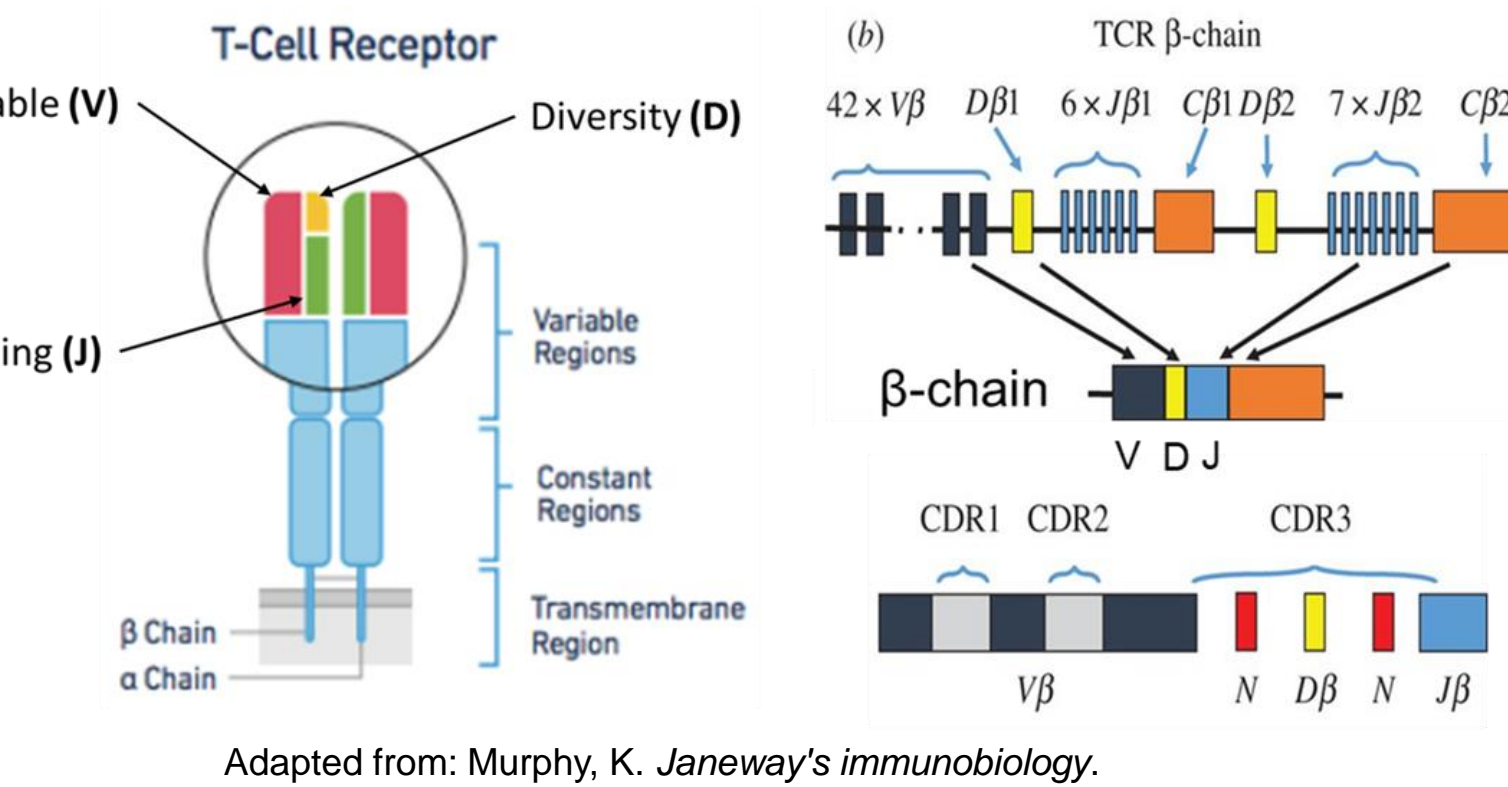 T-Cell Receptor
able (V)
Diversity (D)
ing (J)
Variable
Regions
Constant
Regions
Transmembrane
Region
β Chain
α Chain
(b)
TCR β-chain
42 × Vβ Dβ1 6 × Jβ1 Cβ1 Dβ2 7 × Jβ2 Cβ2
β-chain
V D J
CDR1 CDR2 CDR3
Vβ N Dβ N Jβ
Adapted from: Murphy, K. Janeway's immunobiology.